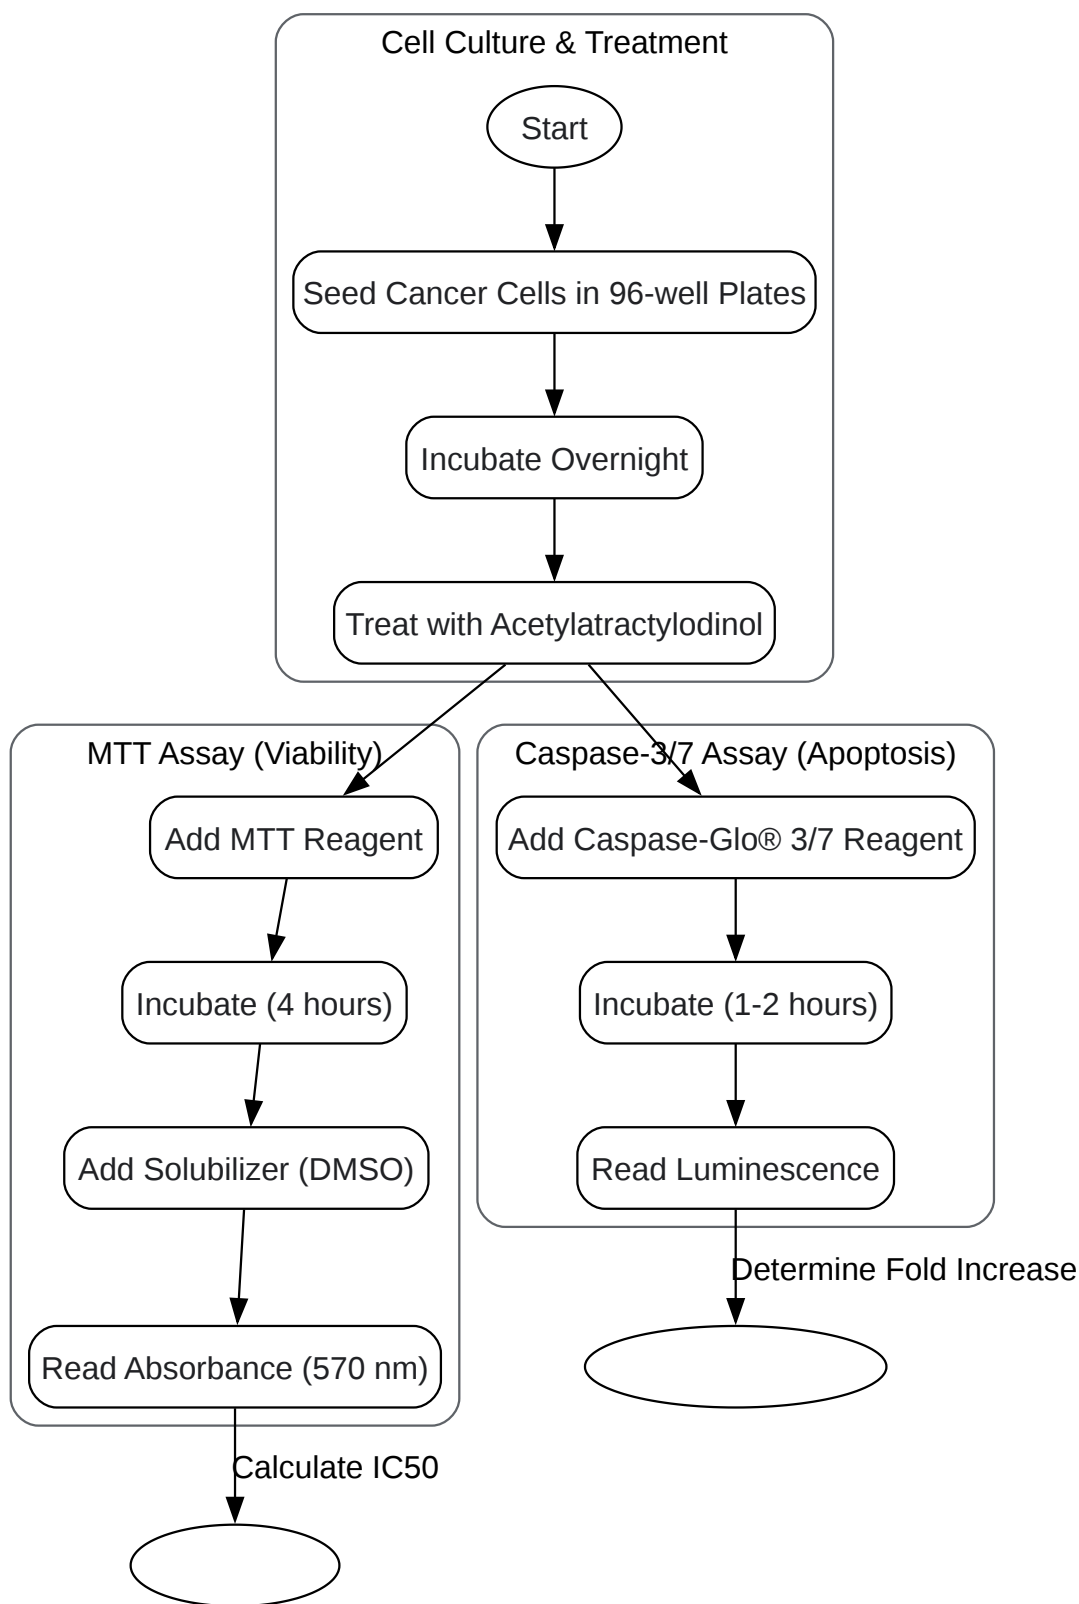 Cell Culture & Treatment
Start
Seed Cancer Cells in 96-well Plates
Incubate Overnight
Treat with Acetylatractylodinol
MTT Assay (Viability)
Add MTT Reagent
Incubate (4 hours)
Add Solubilizer (DMSO)
Read Absorbance (570 nm)
Calculate IC50
Caspase-3/7 Assay (Apoptosis)
Add Caspase-Glo® 3/7 Reagent
Incubate (1-2 hours)
Read Luminescence
Determine Fold Increase